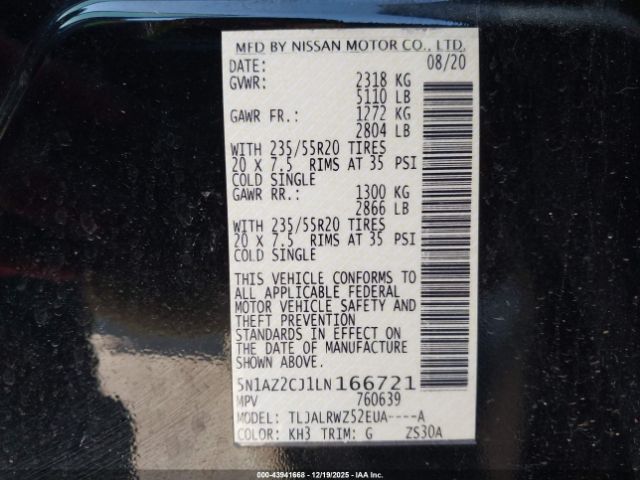 MFD BY NISSAN MOTOR CO., LTD.
DATE: 08/20
GVWR: 2318 KG
5110 LB
GAWR FR.: 1272 KG
2804 LB
WITH 235/55R20 TIRES
20 X 7.5 RIMS AT 35 PSI
COLD SINGLE
GAWR RR.: 1300 KG
2866 LB
WITH 235/55R20 TIRES
20 X 7.5 RIMS AT 35 PSI
COLD SINGLE
THIS VEHICLE CONFORMS TO
ALL APPLICABLE FEDERAL
MOTOR VEHICLE SAFETY AND
THEFT PREVENTION
STANDARDS IN EFFECT ON
THE DATE OF MANUFACTURE
SHOWN ABOVE.
5N1AZ2CJ1LN166721
MPV 760639
MODEL: TLJALRWZ52EUA----A
COLOR: KH3 TRIM: G ZS30A
000-43941668 - 12/19/2025 - IAA, Inc.